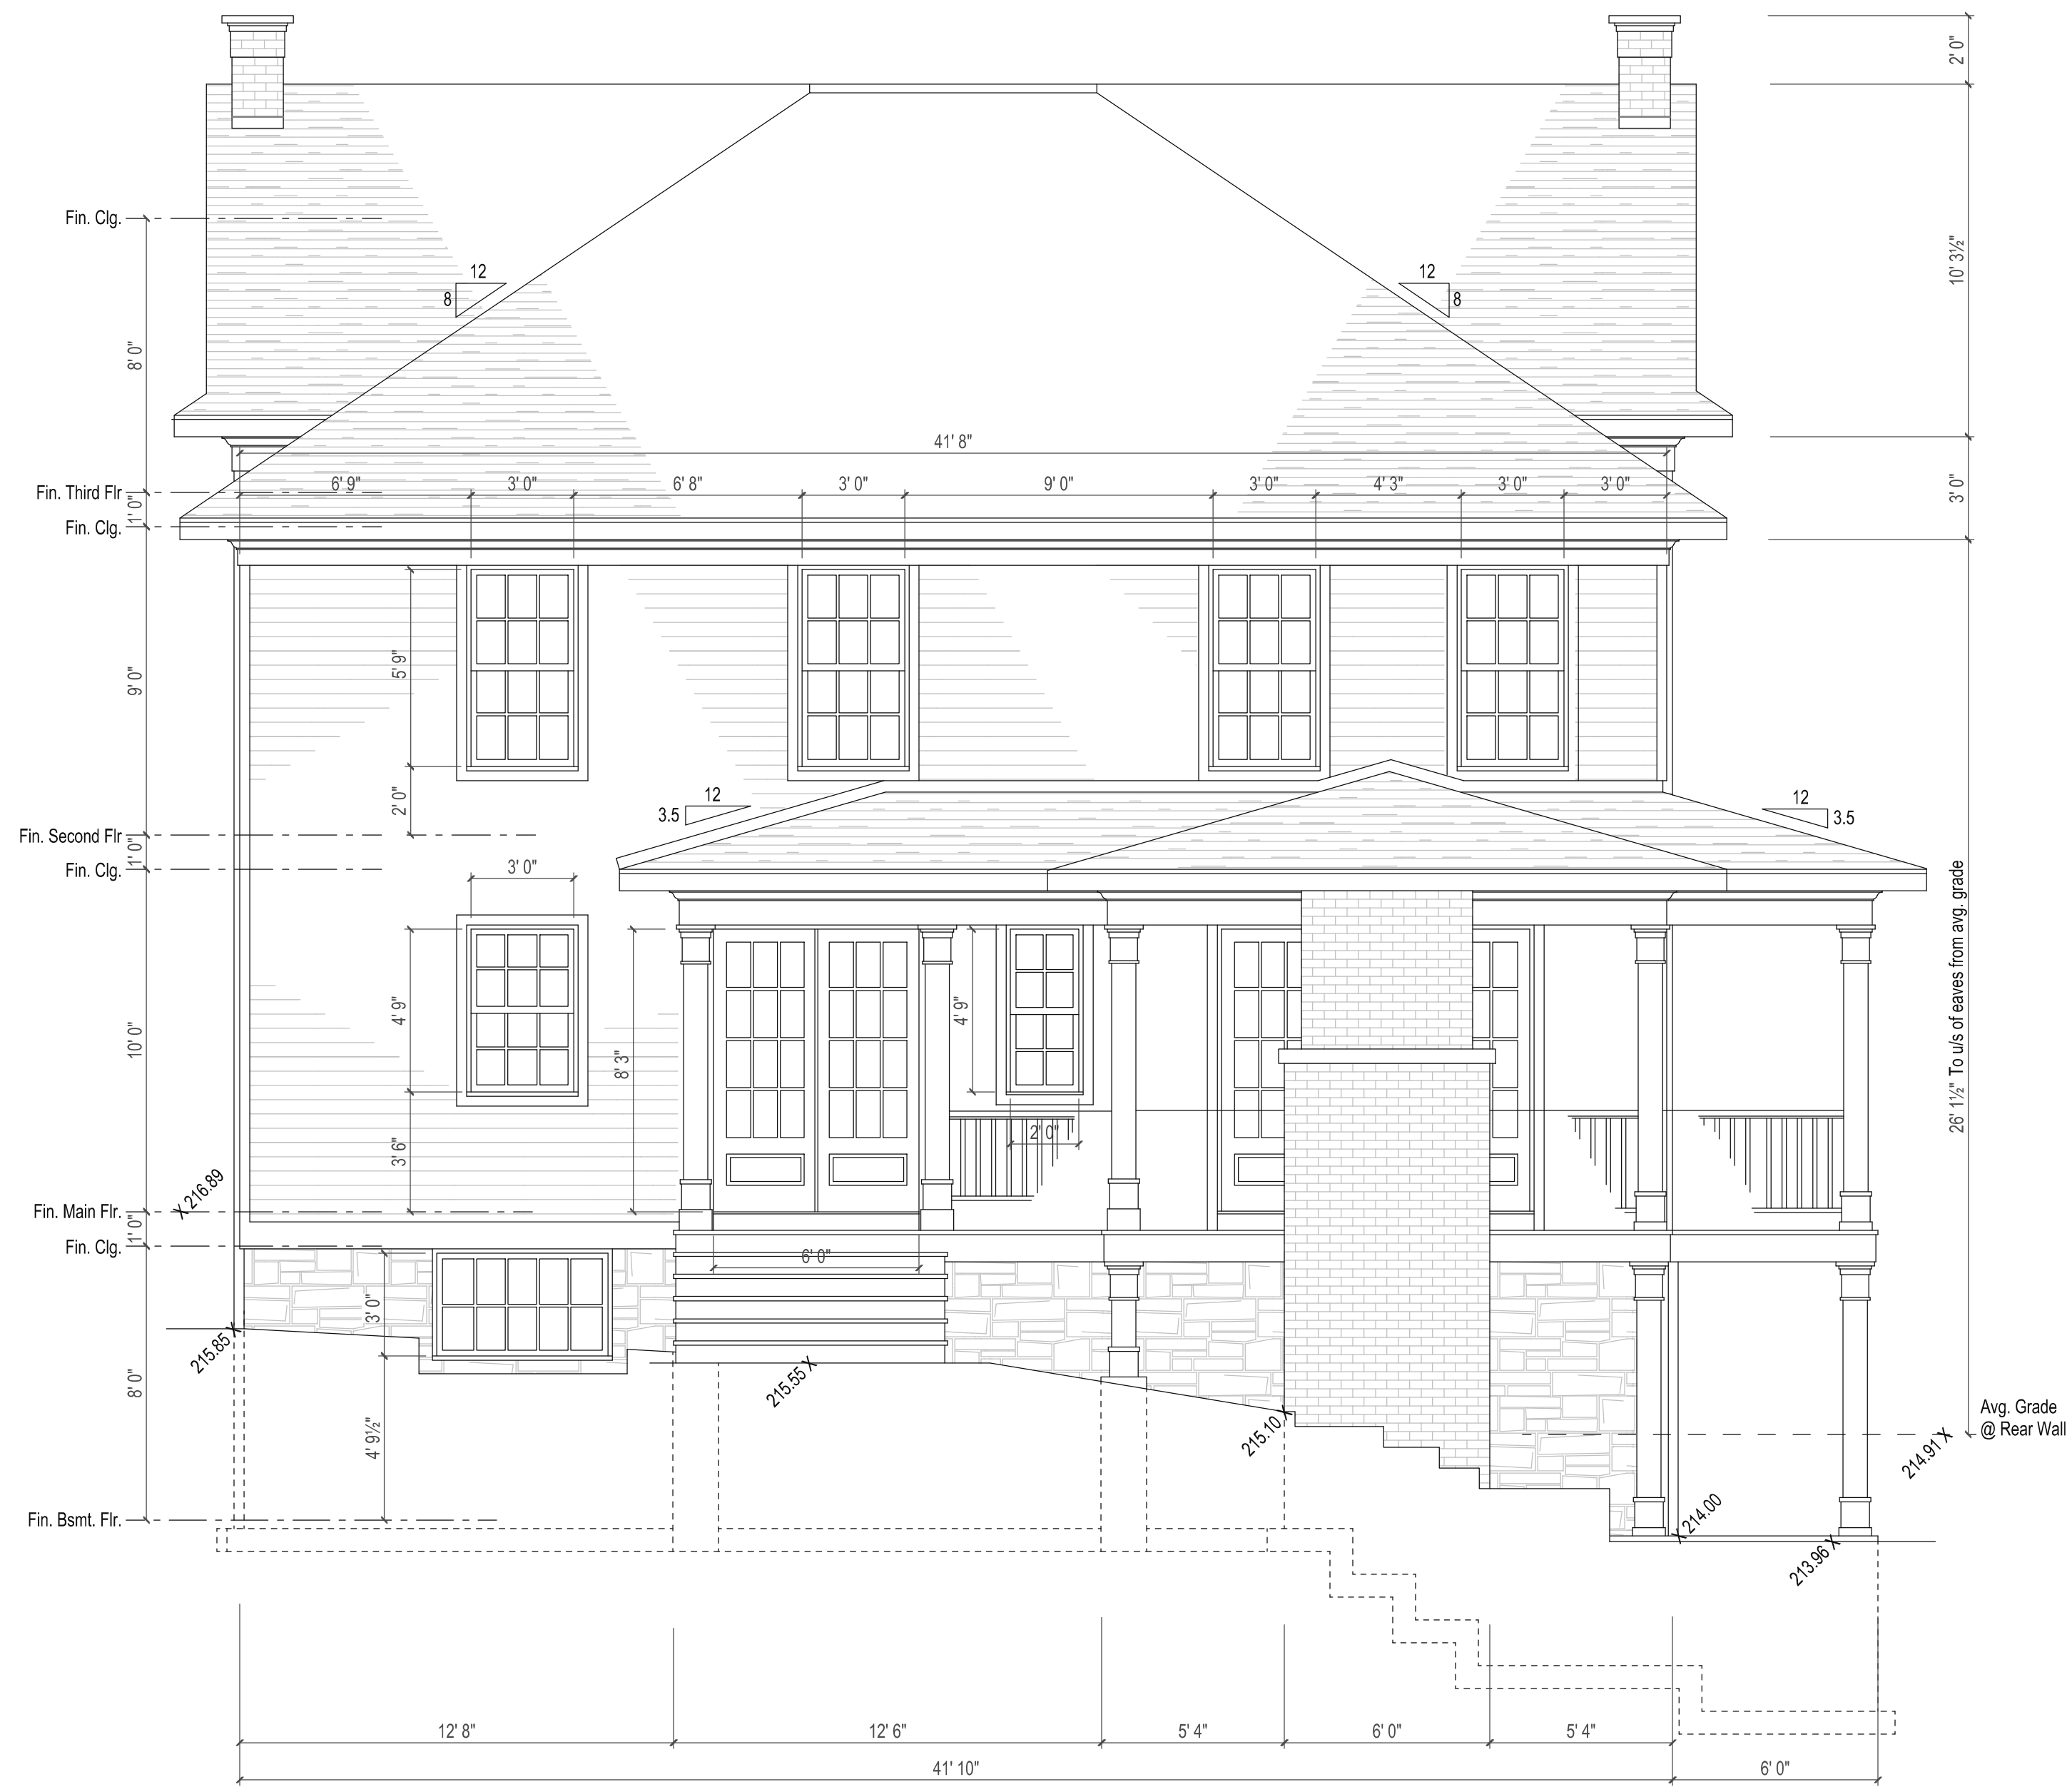 2' 0"
Fin. Clg.
12
8
12
8
10' 3½"
8' 0"
41' 8"
Fin. Third Flr
6' 9"
3' 0"
6' 8"
3' 0"
9' 0"
3' 0"
4' 3"
3' 0"
3' 0"
3' 0"
1' 0"
Fin. Clg.
5' 9"
9' 0"
2' 0"
12
3.5
12
3.5
Fin. Second Flr
1' 0"
Fin. Clg.
3' 0"
4' 9"
4' 9"
10' 0"
8' 3"
26' 1½" To u/s of eaves from avg. grade
2' 0"
3' 6"
X 216.89
Fin. Main Flr.
1' 0"
Fin. Clg.
6' 0"
3' 0"
215.85 X
215.55 X
8' 0"
4' 9½"
215.10 X
Avg. Grade
@ Rear Wall
214.91 X
Fin. Bsmt. Flr.
X 214.00
213.96 X
12' 8"
12' 6"
5' 4"
6' 0"
5' 4"
41' 10"
6' 0"